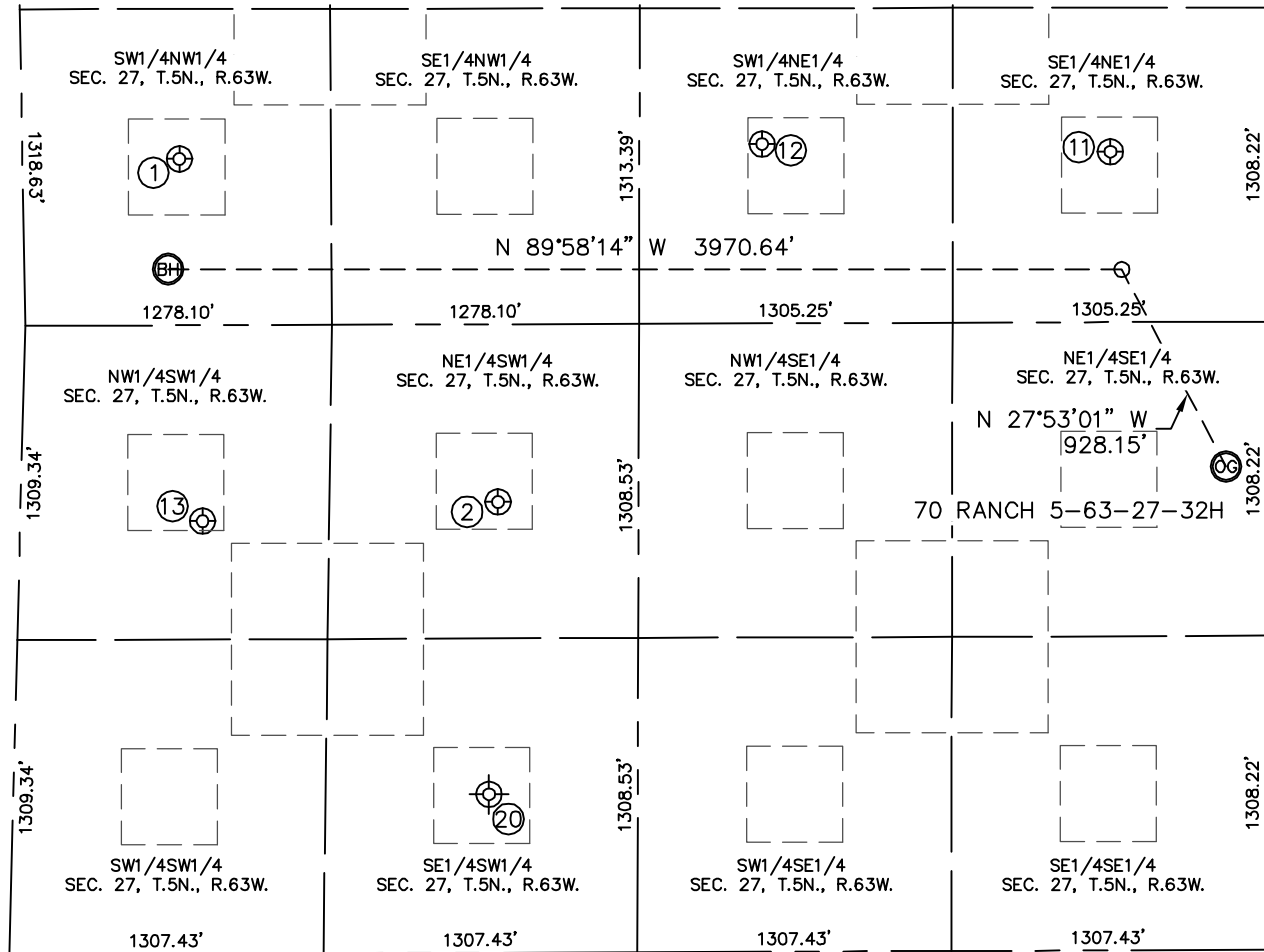 SW1/4NW1/4
SEC. 27, T.5N., R.63W.
SE1/4NW1/4
SEC. 27, T.5N., R.63W.
SW1/4NE1/4
SEC. 27, T.5N., R.63W.
SE1/4NE1/4
SEC. 27, T.5N., R.63W.
1318.63'
1
1313.39'
12
11
1308.22'
N 89°58'14" W 3970.64'
BH
1278.10'
1278.10'
1305.25'
1305.25'
NW1/4SW1/4
SEC. 27, T.5N., R.63W.
NE1/4SW1/4
SEC. 27, T.5N., R.63W.
NW1/4SE1/4
SEC. 27, T.5N., R.63W.
NE1/4SE1/4
SEC. 27, T.5N., R.63W.
N 27°53'01" W
928.15'
1309.34'
13
2
1308.53'
OG
1308.22'
70 RANCH 5-63-27-32H
1309.34'
20
1308.53'
1308.22'
SW1/4SW1/4
SEC. 27, T.5N., R.63W.
SE1/4SW1/4
SEC. 27, T.5N., R.63W.
SW1/4SE1/4
SEC. 27, T.5N., R.63W.
SE1/4SE1/4
SEC. 27, T.5N., R.63W.
1307.43'
1307.43'
1307.43'
1307.43'